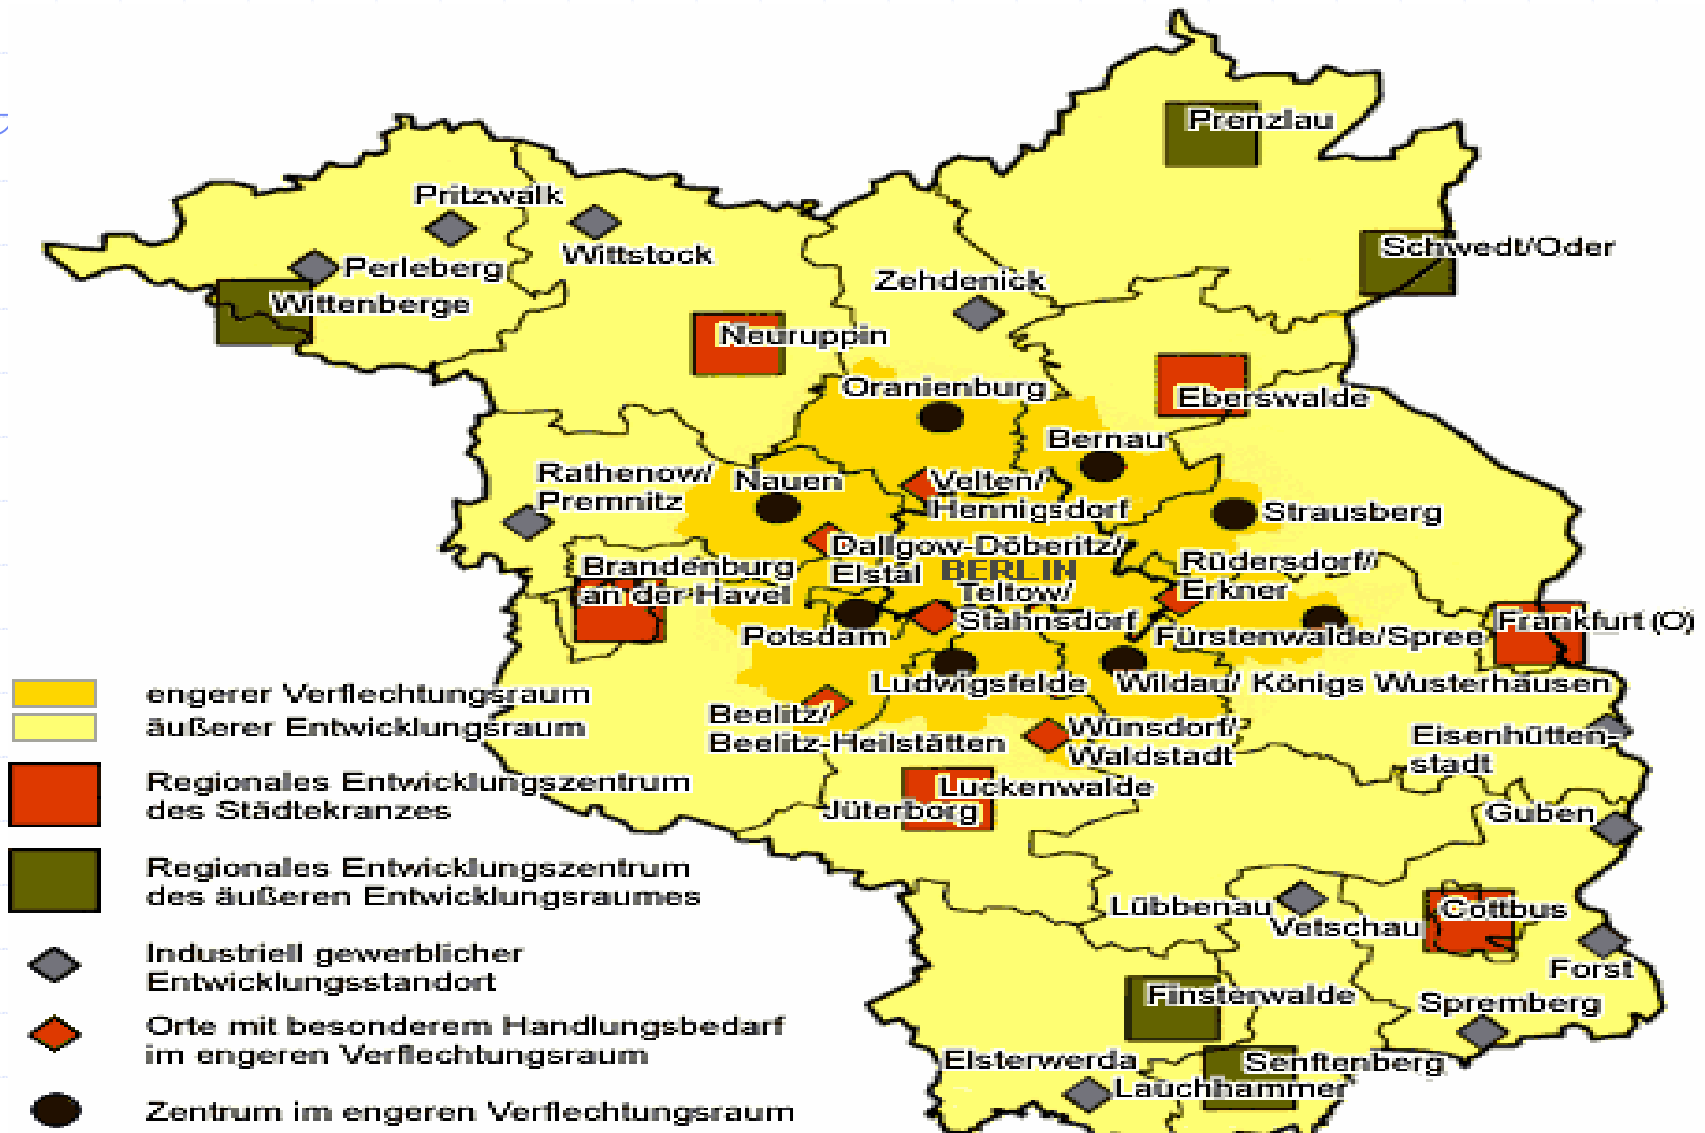 Prenzlau
Pritzwalk
Schwedt/Oder
Wittstock
Perleberg
Zehdenick
Wittenberge
Neuruppin
Oranienburg
Eberswalde
Bernau
Rathenow/
Premnitz
Nauen
Velten/
Hennigsdorf
Strausberg
Dallgow-Döberitz/
Elstal
BERLIN
Rüdersdorf/
Erkner
Brandenburg
an der Havel
Teltow/
Stahnsdorf
Potsdam
Fürstenwalde/Spree
Frankfurt (O)
Ludwigsfelde
Wildau/ Königs Wusterhausen
Beelitz/
Beelitz-Heilstätten
Wünsdorf/
Waldstadt
Eisenhütten-
stadt
Luckenwalde
Jüterborg
Guben
Lübbenau
Vetschau
Cottbus
Forst
Finsterwalde
Spremberg
Elsterwerda
Senftenberg
Lauchhammer
engerer Verflechtungsraum
äußerer Entwicklungsraum
Regionales Entwicklungszentrum
des Städtekranzes
Regionales Entwicklungszentrum
des äußeren Entwicklungsraumes
Industriell gewerblicher
Entwicklungsstandort
Orte mit besonderem Handlungsbedarf
im engeren Verflechtungsraum
Zentrum im engeren Verflechtungsraum